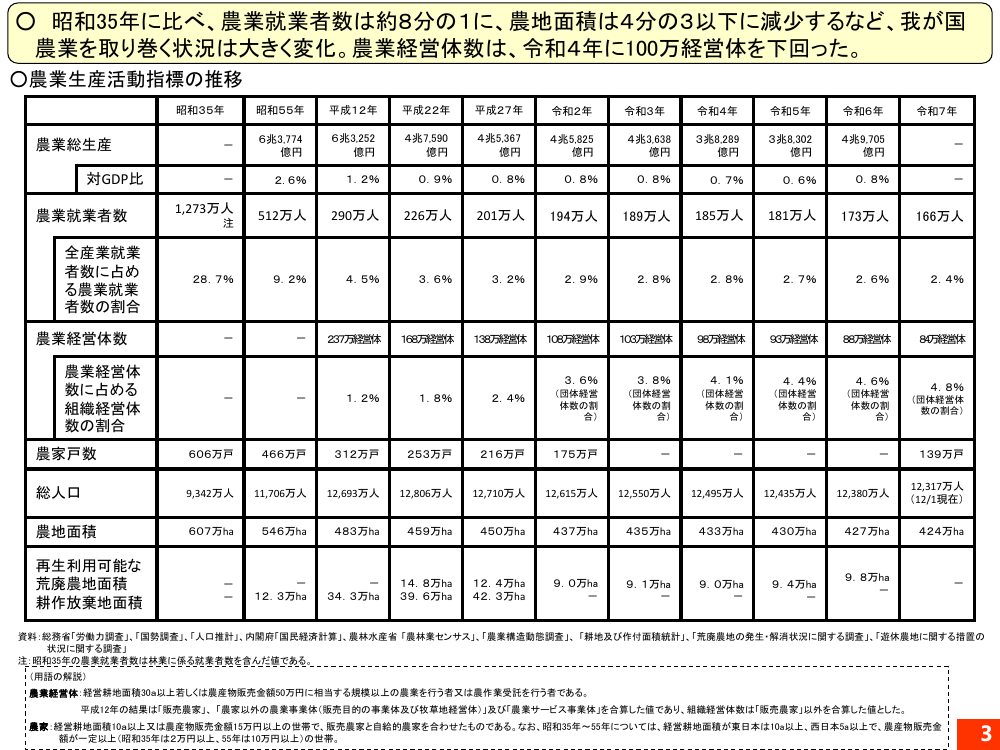 〇　昭和35年に比べ、農業就業者数は約８分の１に、農地面積は４分の３以下に減少するなど、我が国
農業を取り巻く状況は大きく変化。農業経営体数は、令和４年に100万経営体を下回った。
〇農業生産活動指標の推移
昭和35年 昭和55年 平成12年 平成22年 平成27年 令和2年 令和3年 令和4年 令和5年 令和6年 令和7年
農業総生産 － 6兆3,774億円 6兆3,252億円 4兆7,590億円 4兆5,367億円 4兆5,825億円 4兆3,638億円 3兆8,289億円 3兆8,302億円 4兆9,705億円 －
対GDP比 － 2.6% 1.2% 0.9% 0.8% 0.8% 0.8% 0.7% 0.6% 0.8% －
農業就業者数 1,273万人注 512万人 290万人 226万人 201万人 194万人 189万人 185万人 181万人 173万人 166万人
全産業就業者数に占める農業就業者数の割合 28.7% 9.2% 4.5% 3.6% 3.2% 2.9% 2.8% 2.8% 2.7% 2.6% 2.4%
農業経営体数 － － 237万経営体 168万経営体 138万経営体 108万経営体 103万経営体 98万経営体 93万経営体 88万経営体 84万経営体
農業経営体数に占める組織経営体数の割合 － － 1.2% 1.8% 2.4% 3.6%（団体経営体数の割合） 3.8%（団体経営体数の割合） 4.1%（団体経営体数の割合） 4.4%（団体経営体数の割合） 4.6%（団体経営体数の割合） 4.8%（団体経営体数の割合）
農家戸数 606万戸 466万戸 312万戸 253万戸 216万戸 175万戸 － － － － 139万戸
総人口 9,342万人 11,706万人 12,693万人 12,806万人 12,710万人 12,615万人 12,550万人 12,495万人 12,435万人 12,380万人 12,317万人（12/1現在）
農地面積 607万ha 546万ha 483万ha 459万ha 450万ha 437万ha 435万ha 433万ha 430万ha 427万ha 424万ha
再生利用可能な
荒廃農地面積 － － － 14.8万ha 12.4万ha 9.0万ha 9.1万ha 9.0万ha 9.4万ha 9.8万ha －
耕作放棄地面積 － 12.3万ha 34.3万ha 39.6万ha 42.3万ha － － － － －
資料：総務省「労働力調査」、「国勢調査」、「人口推計」、内閣府「国民経済計算」、農林水産省「農林業センサス」、「農業構造動態調査」、「耕地及び作付面積統計」、「荒廃農地の発生・解消状況に関する調査」、「遊休農地に関する措置の
状況に関する調査」
注：昭和35年の農業就業者数は林業に係る就業者数を含んだ値である。
（用語の解説）
農業経営体：経営耕地面積30a以上若しくは農産物販売金額50万円に相当する規模以上の農業を行う者又は農作業受託を行う者である。
平成12年の結果は「販売農家」、「農家以外の農業事業体（販売目的の事業体及び牧草地経営体）」及び「農業サービス事業体」を合算した値であり、組織経営体数は「販売農家」以外を合算した値とした。
農家：経営耕地面積10a以上又は農産物販売金額15万円以上の世帯で、販売農家と自給的農家を合わせたものである。なお、昭和35年～55年については、経営耕地面積が東日本は10a以上、西日本5a以上で、農産物販売金
額が一定以上（昭和35年は2万円以上、55年は10万円以上）の世帯。
3